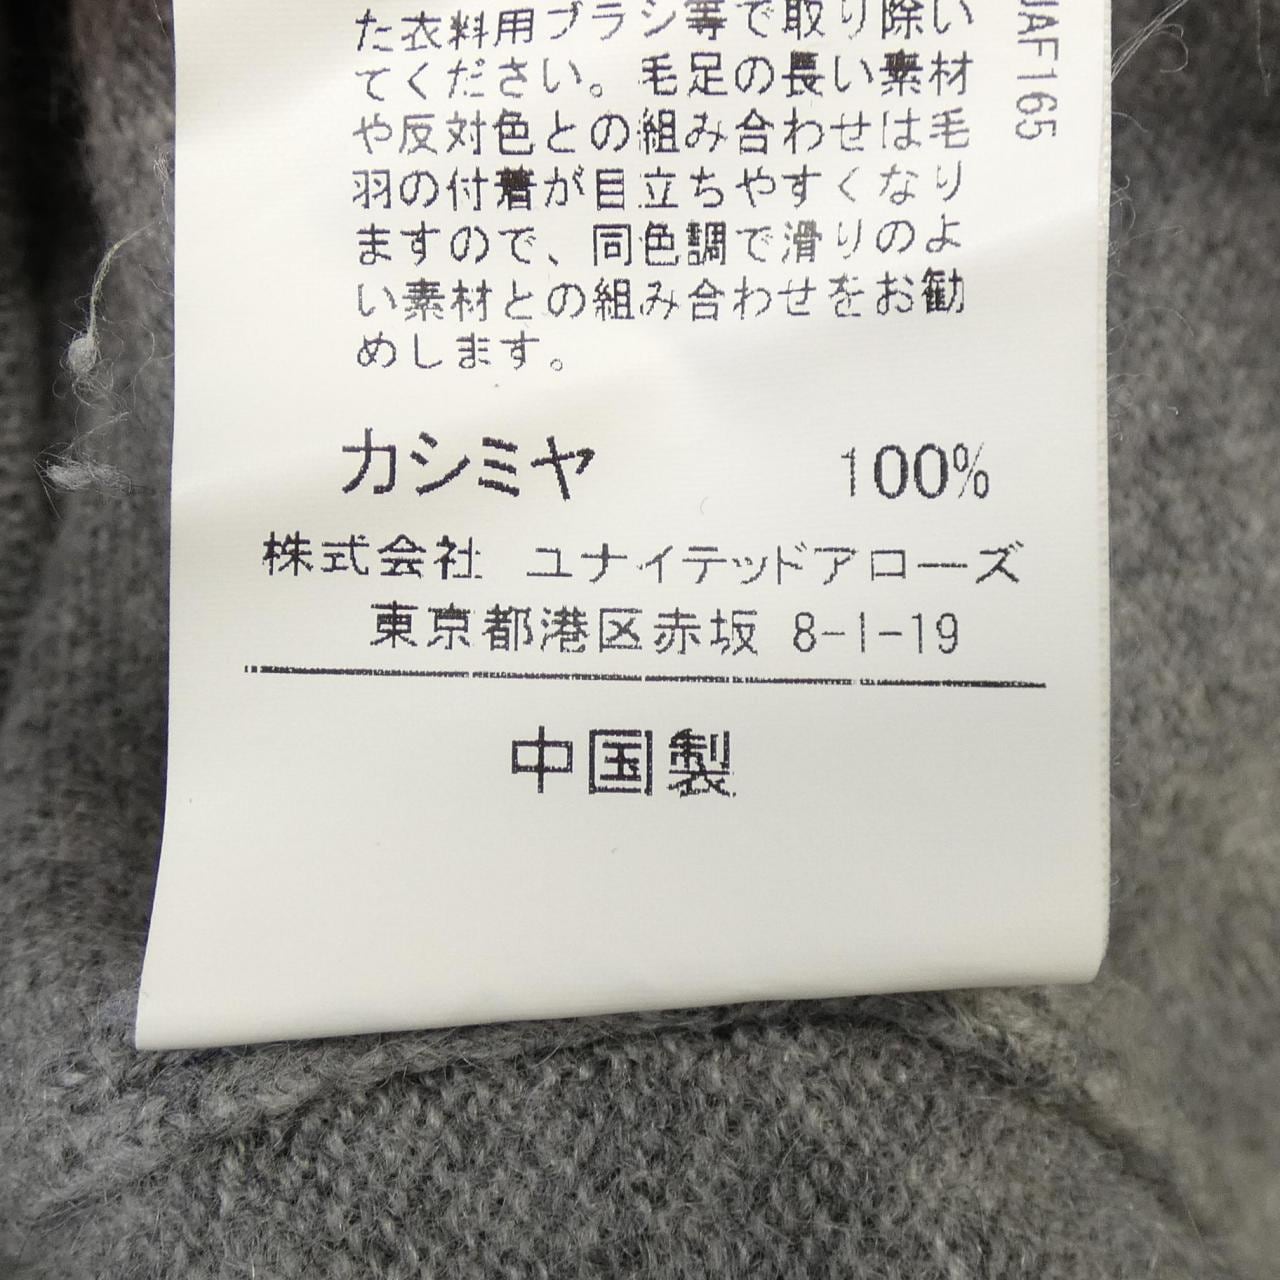 た衣料用ブラシ等で取り除い
てください。毛足の長い素材
や反対色との組み合わせは毛
羽の付着が目立ちやすくなり
ますので、同色調で滑りのよ
い素材との組み合わせをお勧
めします。
カシミヤ 100%
株式会社 ユナイテッドアローズ
東京都港区赤坂 8-1-19
中国製
UAF165